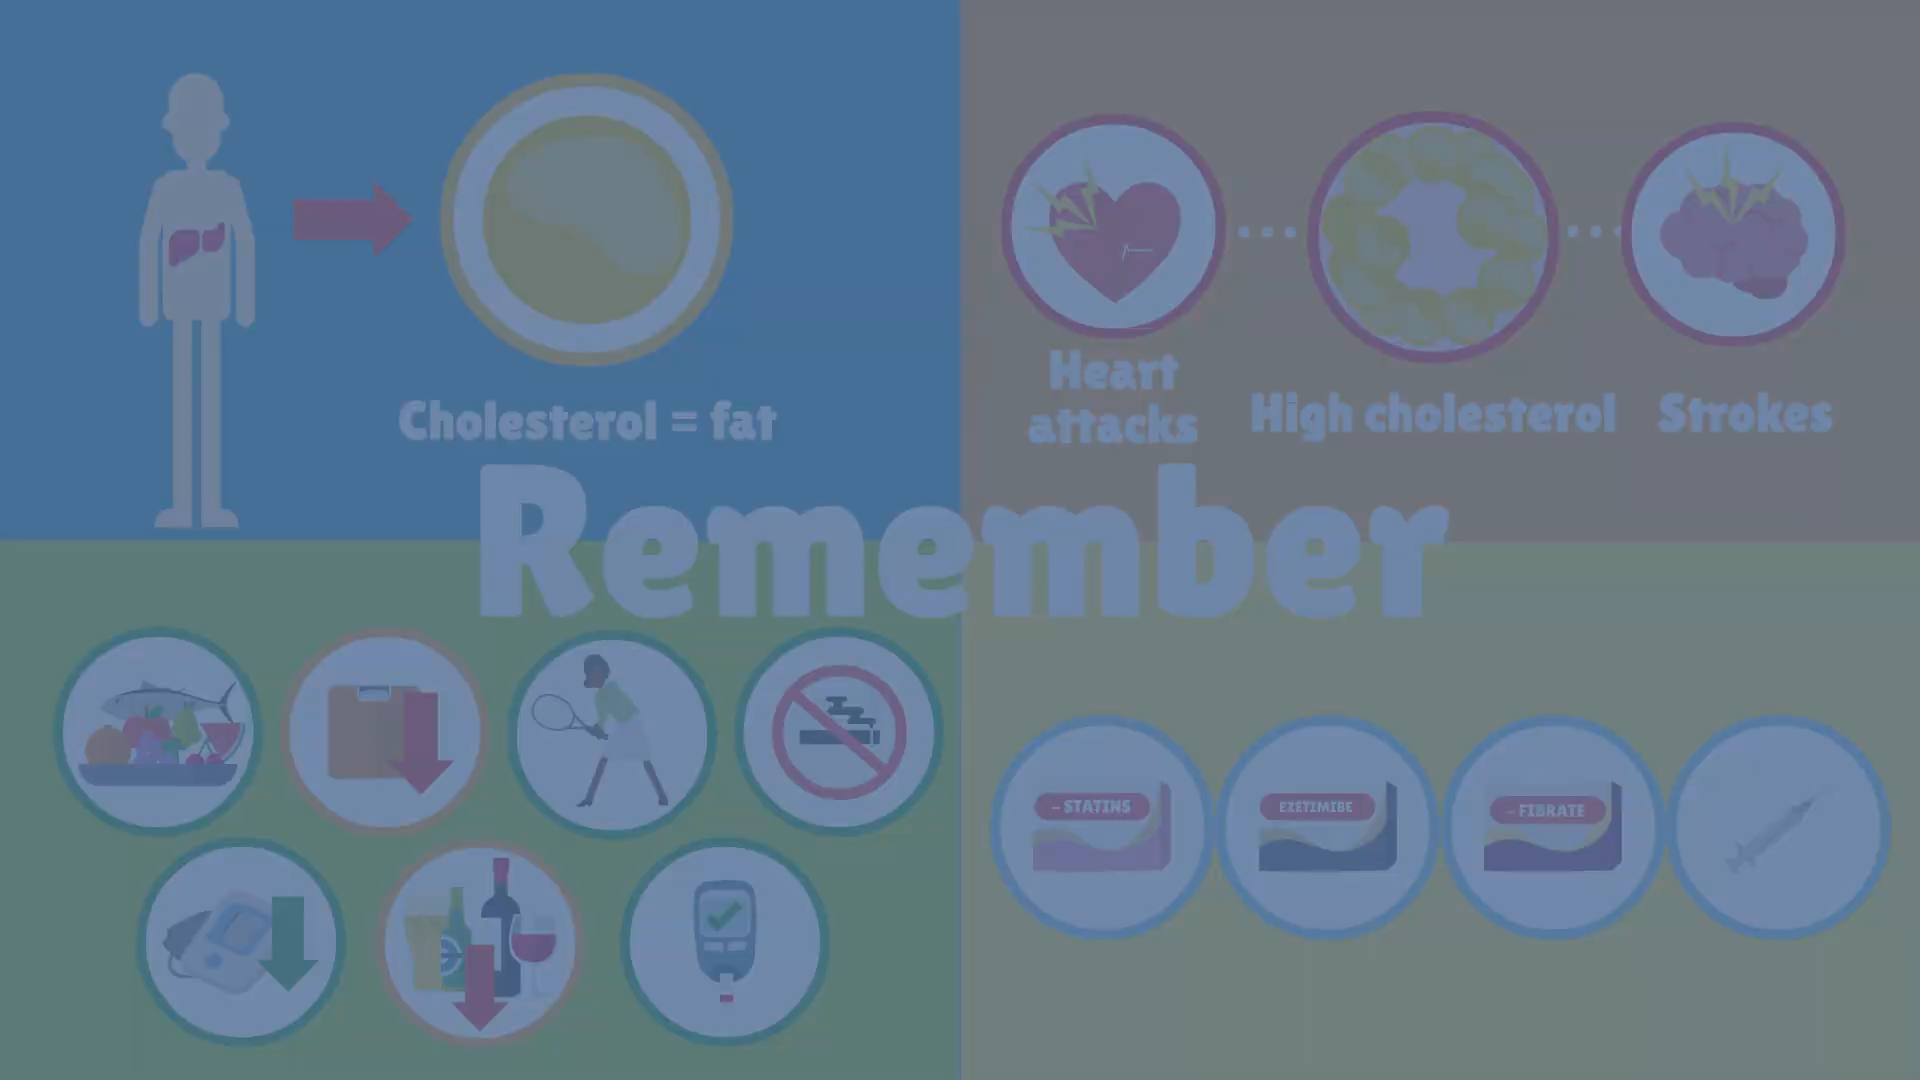 Cholesterol = fat
Heart
attacks
High cholesterol
Strokes
Remember
- STATINS
EZETIMIBE
- FIBRATE